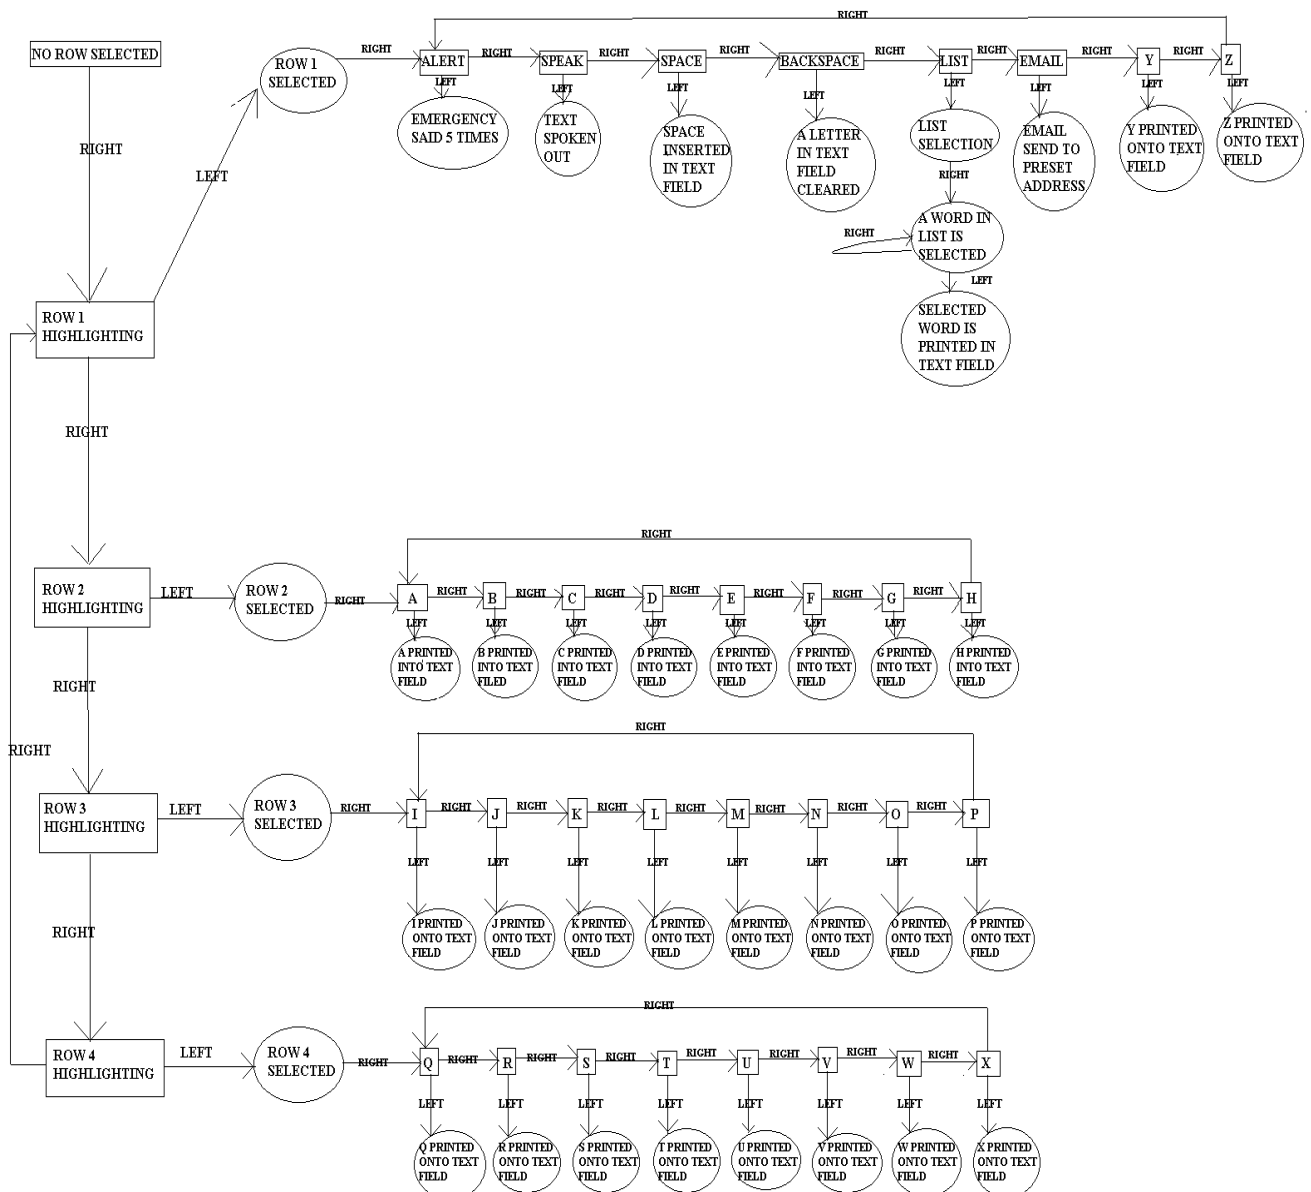 RIGHT
NO ROW SELECTED
ROW 1
SELECTED
RIGHT
ALERT
RIGHT
SPEAK
RIGHT
SPACE
RIGHT
BACKSPACE
RIGHT
LIST
RIGHT
EMAIL
RIGHT
Y
RIGHT
Z
LEFT
LEFT
LEFT
LEFT
LEFT
LEFT
LEFT
LEFT
EMERGENCY
SAID 5 TIMES
TEXT
SPOKEN
OUT
SPACE
INSERTED
IN TEXT
FIELD
A LETTER
IN TEXT
FIELD
CLEARED
LIST
SELECTION
EMAIL
SEND TO
PRESET
ADDRESS
Y PRINTED
ONTO TEXT
FIELD
Z PRINTED
ONTO TEXT
FIELD
RIGHT
LEFT
RIGHT
RIGHT
A WORD IN
LIST IS
SELECTED
LEFT
SELECTED
WORD IS
PRINTED IN
TEXT FIELD
ROW 1
HIGHLIGHTING
RIGHT
RIGHT
ROW 2
HIGHLIGHTING
LEFT
ROW 2
SELECTED
RIGHT
A
RIGHT
B
RIGHT
C
RIGHT
D
RIGHT
E
RIGHT
F
RIGHT
G
RIGHT
H
LEFT
LEFT
LEFT
LEFT
LEFT
LEFT
LEFT
LEFT
A PRINTED
INTO TEXT
FIELD
B PRINTED
INTO TEXT
FILED
C PRINTED
INTO TEXT
FIELD
D PRINTED
INTO TEXT
FIELD
E PRINTED
INTO TEXT
FIELD
F PRINTED
INTO TEXT
FIELD
G PRINTED
INTO TEXT
FIELD
H PRINTED
INTO TEXT
FIELD
RIGHT
RIGHT
RIGHT
ROW 3
HIGHLIGHTING
LEFT
ROW 3
SELECTED
RIGHT
I
RIGHT
J
RIGHT
K
RIGHT
L
RIGHT
M
RIGHT
N
RIGHT
O
RIGHT
P
LEFT
LEFT
LEFT
LEFT
LEFT
LEFT
LEFT
LEFT
I PRINTED
ONTO TEXT
FIELD
J PRINTED
ONTO TEXT
FIELD
K PRINTED
ONTO TEXT
FIELD
L PRINTED
ONTO TEXT
FIELD
M PRINTED
ONTO TEXT
FIELD
N PRINTED
ONTO TEXT
FIELD
O PRINTED
ONTO TEXT
FIELD
P PRINTED
ONTO TEXT
FIELD
RIGHT
RIGHT
ROW 4
HIGHLIGHTING
LEFT
ROW 4
SELECTED
RIGHT
Q
RIGHT
R
RIGHT
S
RIGHT
T
RIGHT
U
RIGHT
V
RIGHT
W
RIGHT
X
LEFT
LEFT
LEFT
LEFT
LEFT
LEFT
LEFT
LEFT
Q PRINTED
ONTO TEXT
FIELD
R PRINTED
ONTO TEXT
FIELD
S PRINTED
ONTO TEXT
FIELD
T PRINTED
ONTO TEXT
FIELD
U PRINTED
ONTO TEXT
FIELD
V PRINTED
ONTO TEXT
FIELD
W PRINTED
ONTO TEXT
FIELD
X PRINTED
ONTO TEXT
FIELD